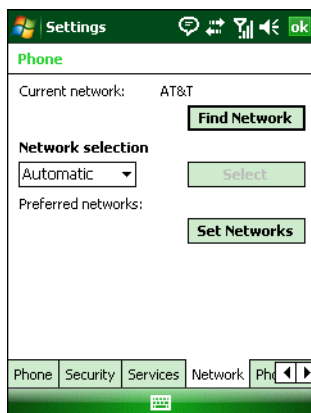 Settings
ok
Phone
Current network: AT&T
Find Network
Network selection
Automatic Select
Preferred networks:
Set Networks
Phone Security Services Network